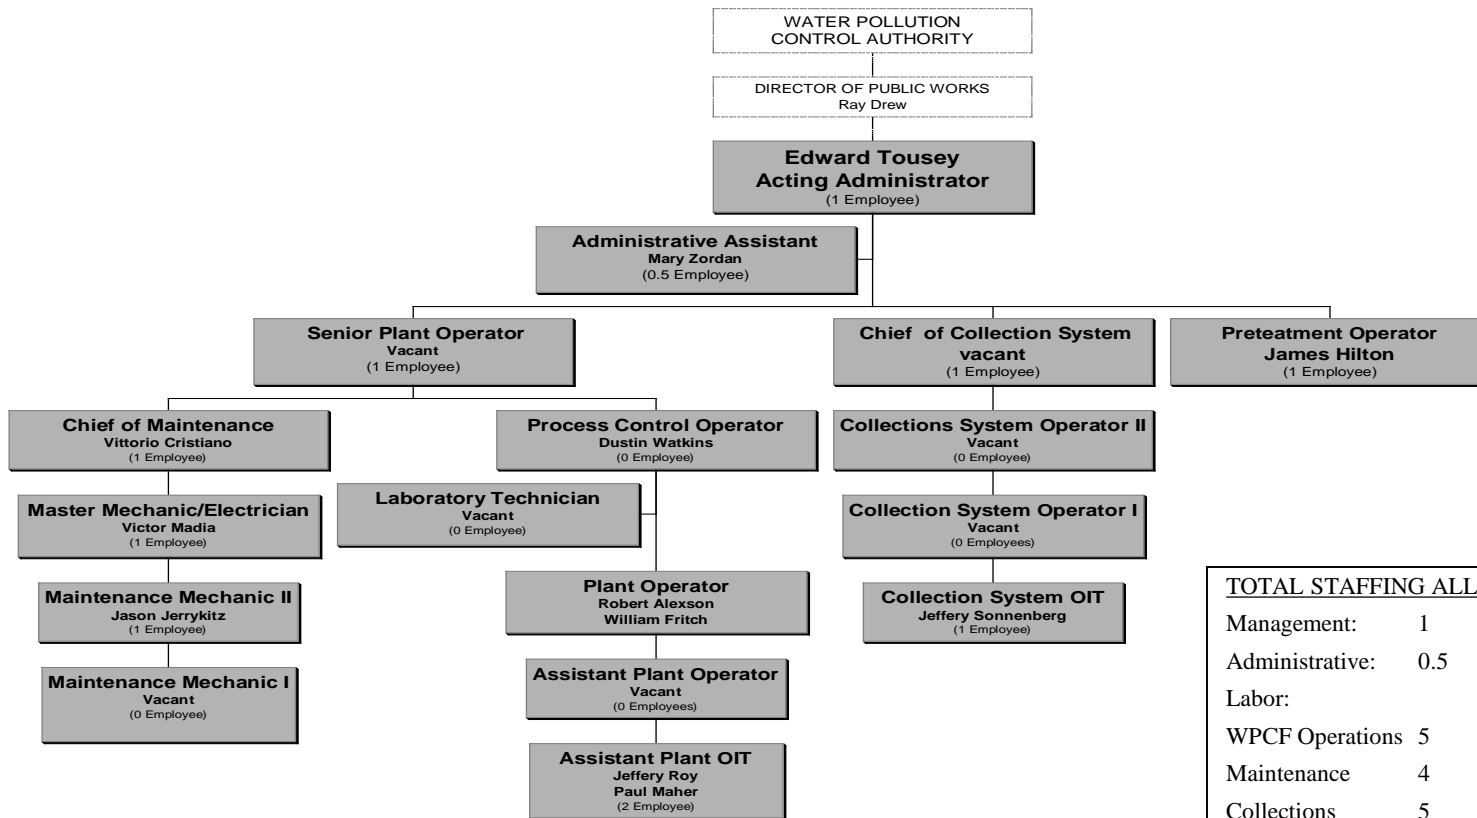 WATER POLLUTION
CONTROL AUTHORITY
DIRECTOR OF PUBLIC WORKS
Ray Drew
Edward Tousey
Acting Administrator
(1 Employee)
Administrative Assistant
Mary Zordan
(0.5 Employee)
Senior Plant Operator
Vacant
(1 Employee)
Chief of Collection System
vacant
(1 Employee)
Pretreatment Operator
James Hilton
(1 Employee)
Chief of Maintenance
Vittorio Cristiano
(1 Employee)
Process Control Operator
Dustin Watkins
(0 Employee)
Collections System Operator II
Vacant
(0 Employee)
Master Mechanic/Electrician
Victor Madia
(1 Employee)
Laboratory Technician
Vacant
(0 Employee)
Collection System Operator I
Vacant
(0 Employees)
Maintenance Mechanic II
Jason Jerrykitz
(1 Employee)
Plant Operator
Robert Alexson
William Fritch
Collection System OIT
Jeffery Sonnenberg
(1 Employee)
Maintenance Mechanic I
Vacant
(0 Employee)
Assistant Plant Operator
Vacant
(0 Employees)
Assistant Plant OIT
Jeffery Roy
Paul Maher
(2 Employee)
TOTAL STAFFING ALL
Management: 1
Administrative: 0.5
Labor:
WPCF Operations 5
Maintenance 4
Collections 5